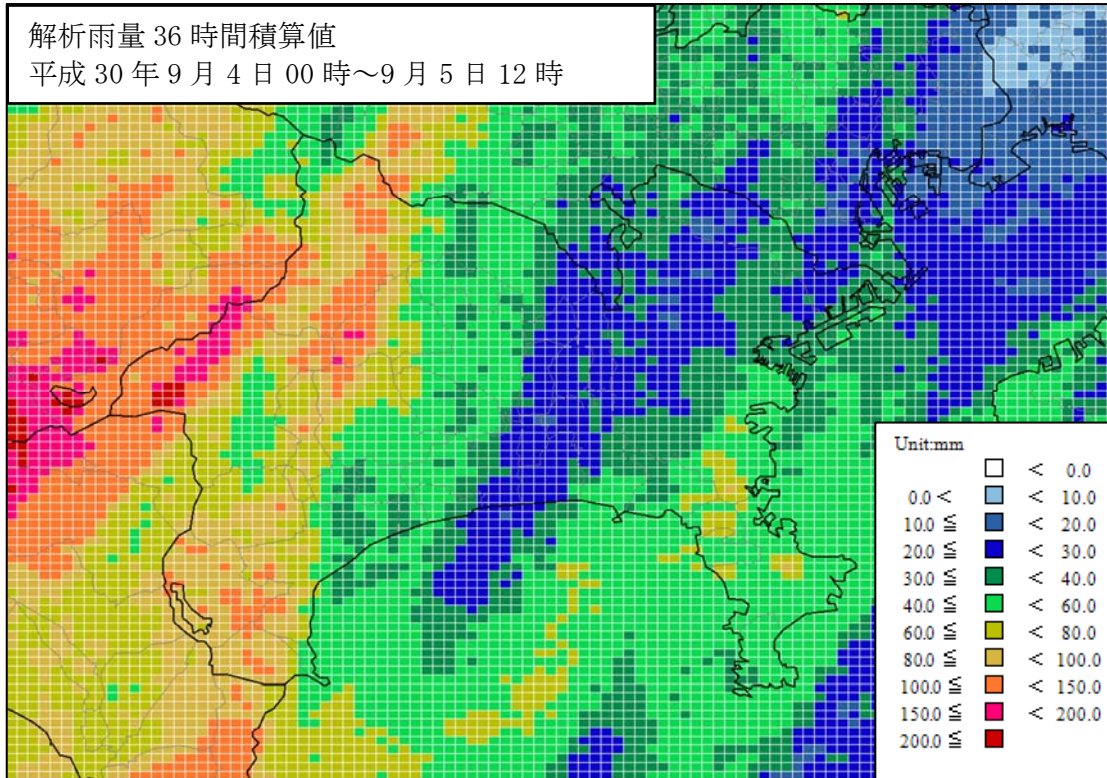 解析雨量 36 時間積算値
平成 30 年 9 月 4 日 00 時～9 月 5 日 12 時
Unit:mm
< 0.0
0.0 < < 10.0
10.0 ≦ < 20.0
20.0 ≦ < 30.0
30.0 ≦ < 40.0
40.0 ≦ < 60.0
60.0 ≦ < 80.0
80.0 ≦ < 100.0
100.0 ≦ < 150.0
150.0 ≦ < 200.0
200.0 ≦